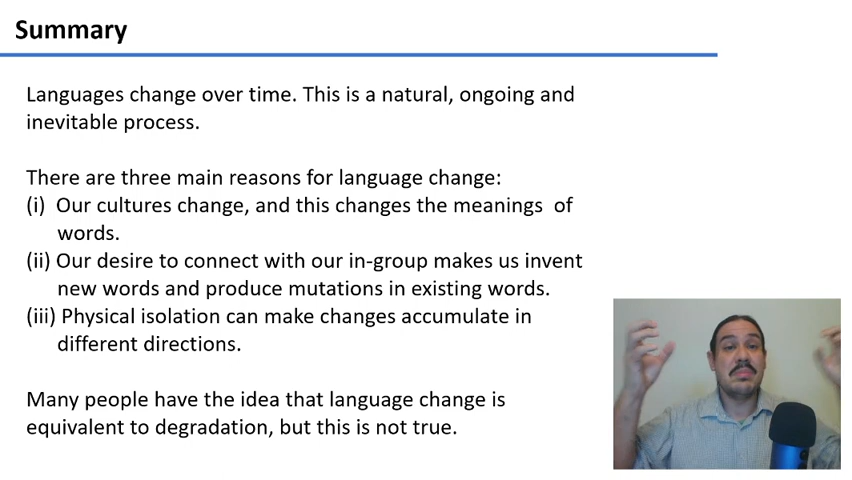 Summary
Languages change over time. This is a natural, ongoing and
inevitable process.
There are three main reasons for language change:
(i) Our cultures change, and this changes the meanings of
words.
(ii) Our desire to connect with our in-group makes us invent
new words and produce mutations in existing words.
(iii) Physical isolation can make changes accumulate in
different directions.
Many people have the idea that language change is
equivalent to degradation, but this is not true.